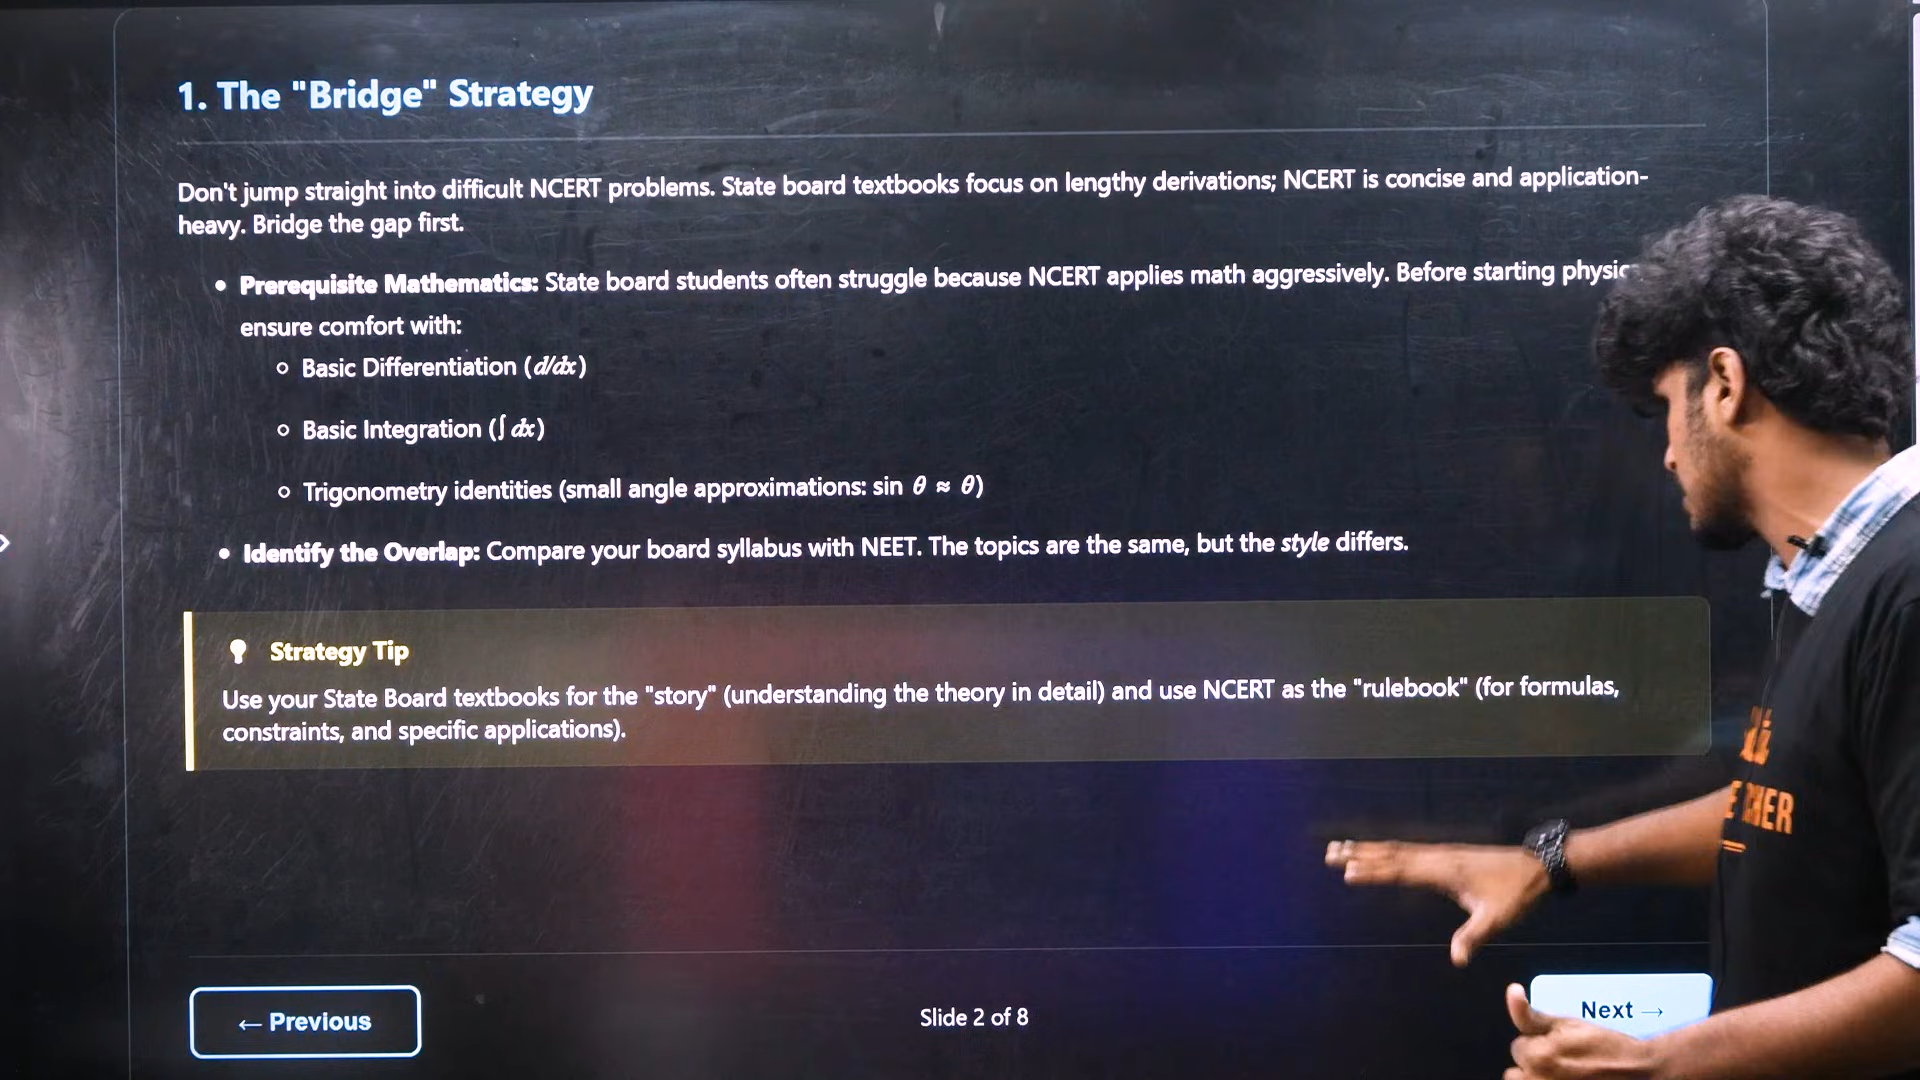 1. The "Bridge" Strategy
Don't jump straight into difficult NCERT problems. State board textbooks focus on lengthy derivations; NCERT is concise and application-
heavy. Bridge the gap first.
• Prerequisite Mathematics: State board students often struggle because NCERT applies math aggressively. Before starting
ensure comfort with:
○ Basic Differentiation (d/dx)
○ Basic Integration (∫ dx)
○ Trigonometry identities (small angle approximations: sin θ ≈ θ)
• Identify the Overlap: Compare your board syllabus with NEET. The topics are the same, but the style differs.
Strategy Tip
Use your State Board textbooks for the "story" (understanding the theory in detail) and use NCERT as the "rulebook" (for formulas,
constraints, and specific applications).
← Previous
Slide 2 of 8
Next →